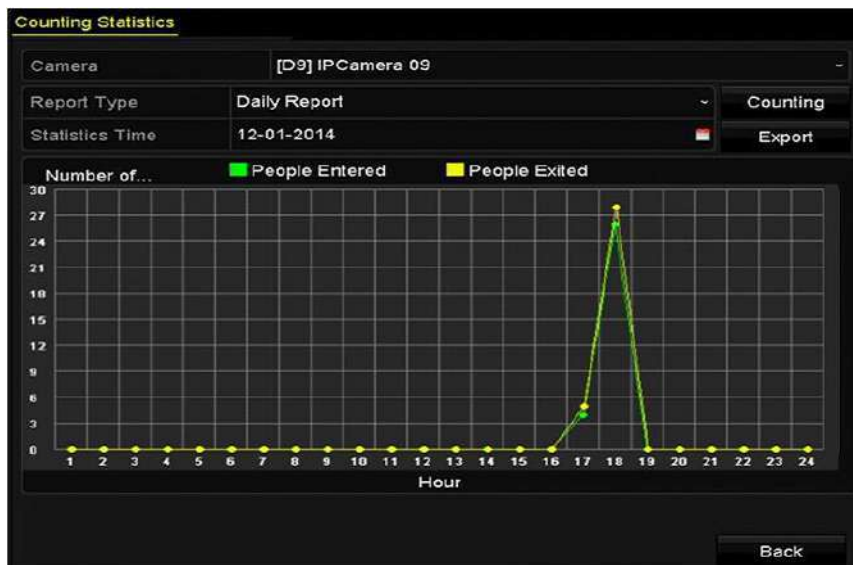 Counting Statistics
Camera [D9] IPCamera 09
Report Type Daily Report Counting
Statistics Time 12-01-2014 Export
Number of... People Entered People Exited
30
27
24
21
18
15
12
9
6
3
0
1 2 3 4 5 6 7 8 9 10 11 12 13 14 15 16 17 18 19 20 21 22 23 24
Hour
Back